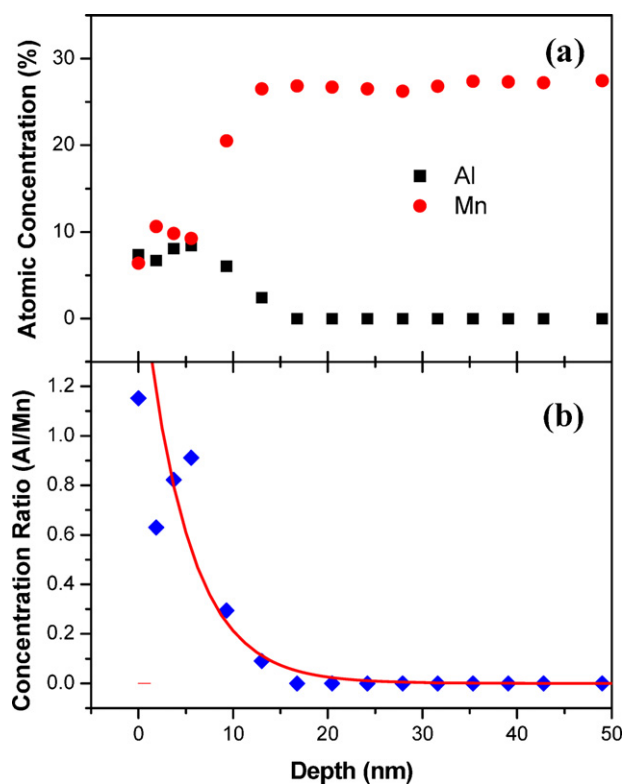 (a)
Atomic Concentration (%)
30
20
10
0
Al
Mn
(b)
Concentration Ratio (Al/Mn)
1.2
1.0
0.8
0.6
0.4
0.2
0.0
0 10 20 30 40 50
Depth (nm)